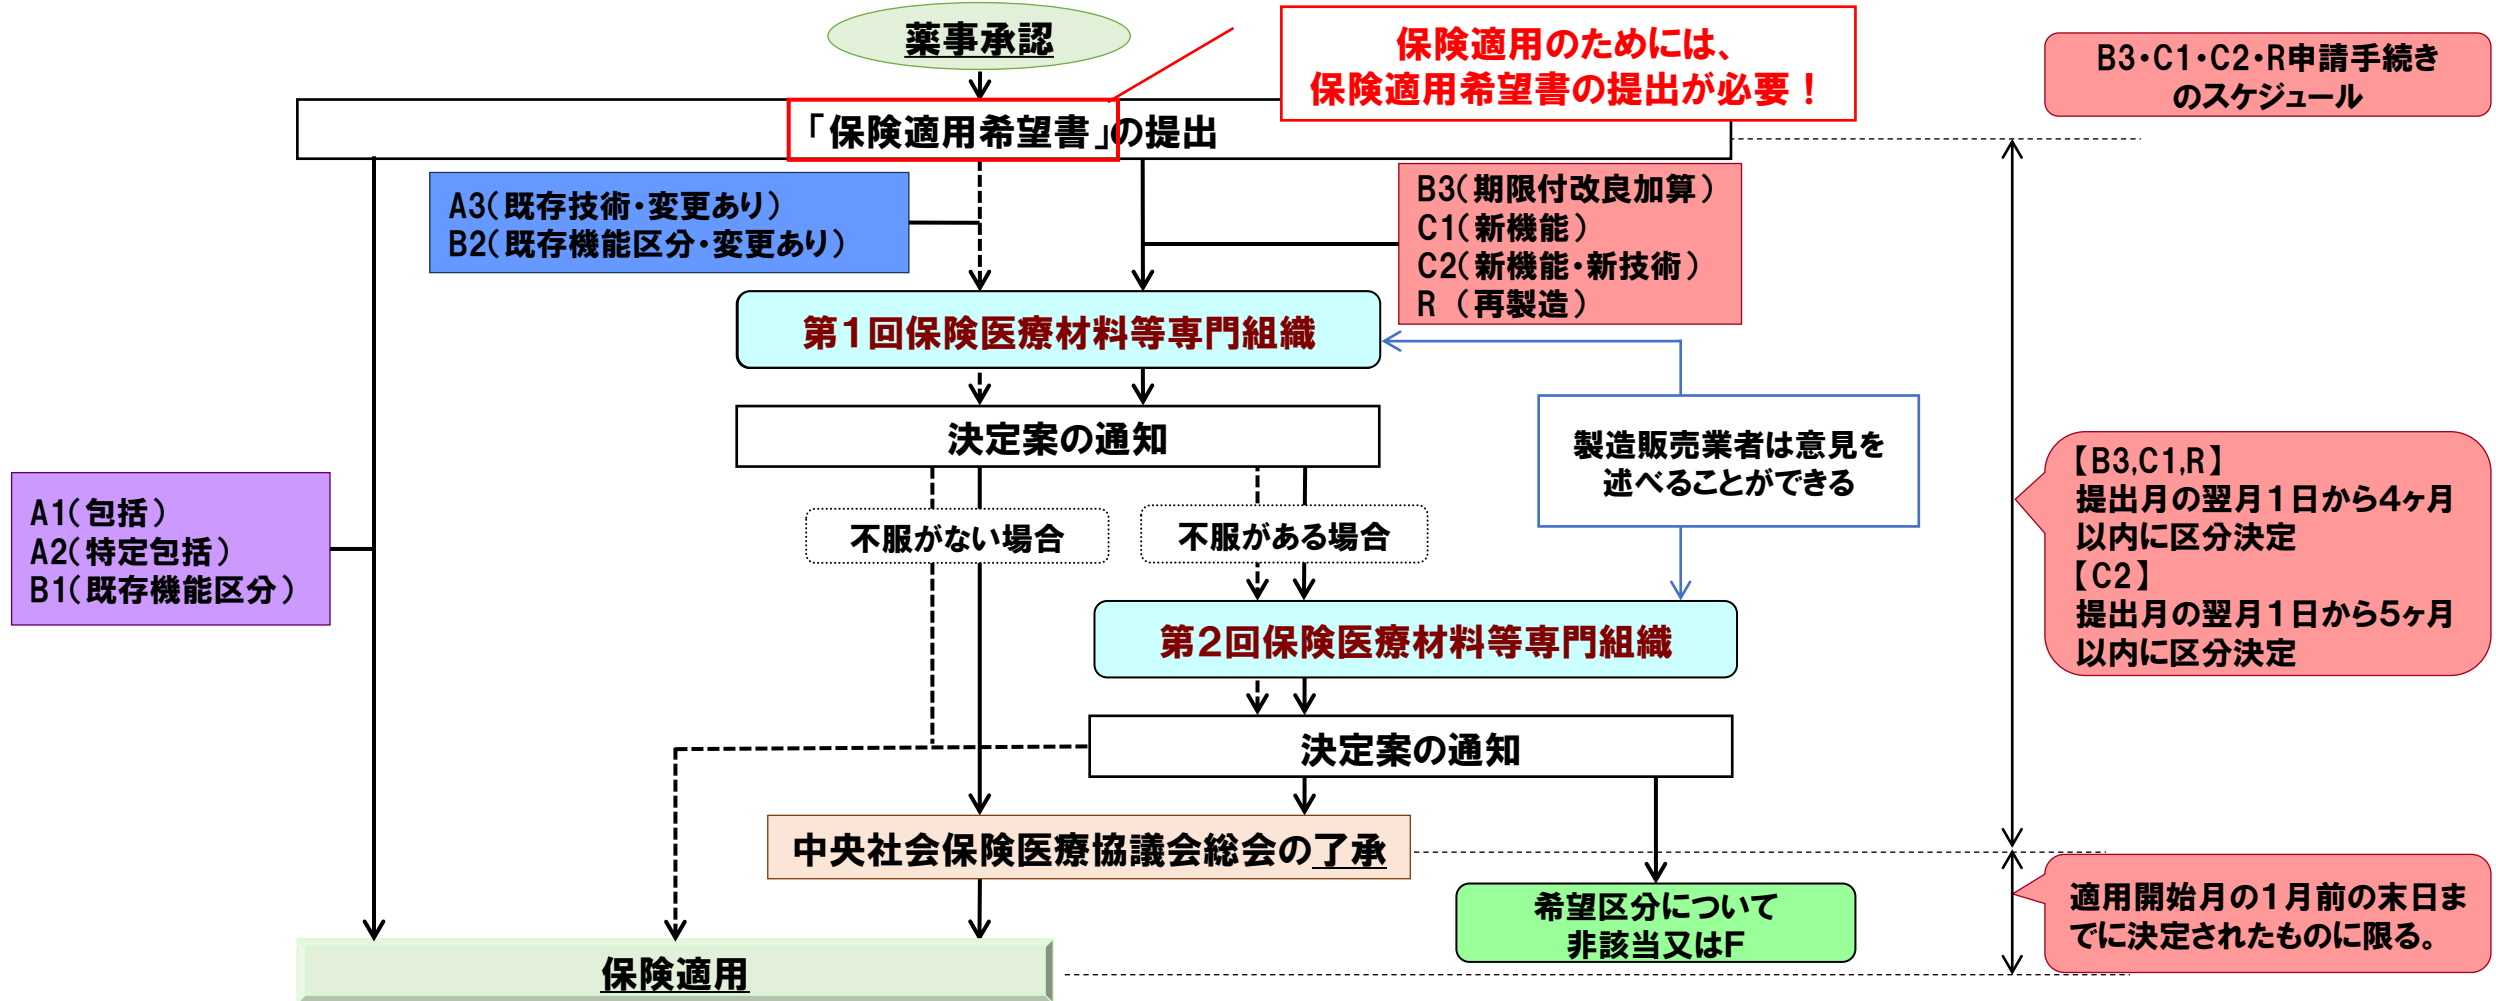 薬事承認
保険適用のためには、
保険適用希望書の提出が必要！
B3・C1・C2・R申請手続き
のスケジュール
「保険適用希望書」の提出
A3（既存技術・変更あり）
B2（既存機能区分・変更あり）
B3（期限付改良加算）
C1（新機能）
C2（新機能・新技術）
R （再製造）
第１回保険医療材料等専門組織
決定案の通知
製造販売業者は意見を
述べることができる
A1（包括）
A2（特定包括）
B1（既存機能区分）
不服がない場合
不服がある場合
【B3,C1,R】
提出月の翌月１日から４ヶ月
以内に区分決定
【C2】
提出月の翌月１日から５ヶ月
以内に区分決定
第２回保険医療材料等専門組織
決定案の通知
中央社会保険医療協議会総会の了承
希望区分について
非該当又はF
適用開始月の１月前の末日ま
でに決定されたものに限る。
保険適用